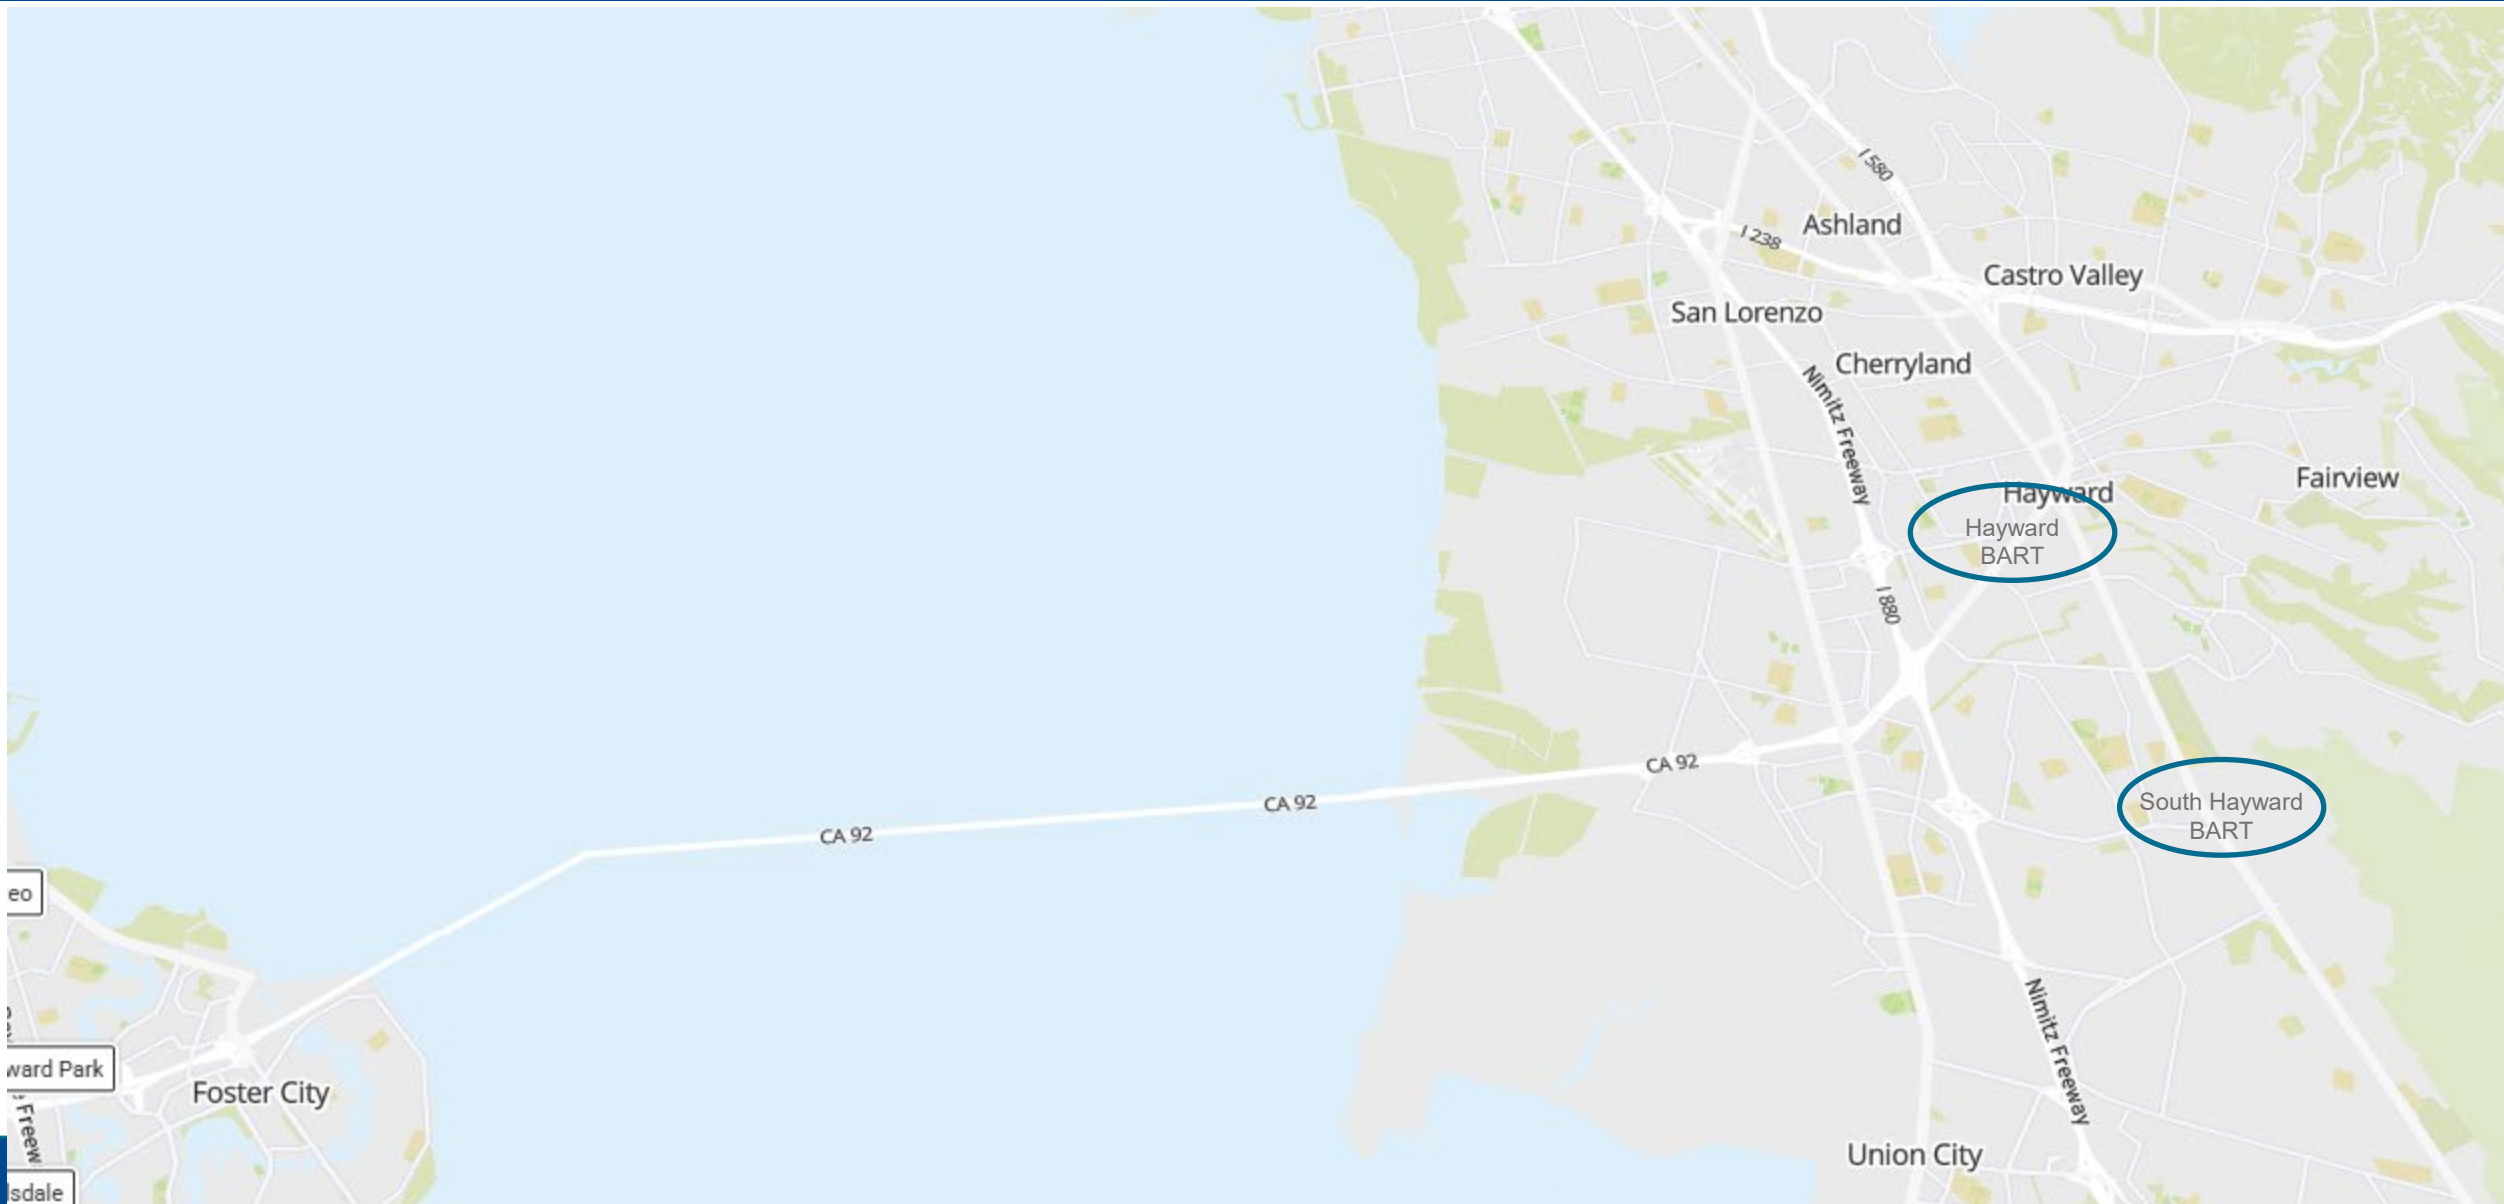 I 580
Ashland
I 238
Castro Valley
San Lorenzo
Cherryland
Nimitz Freeway
Fairview
Hayward
Hayward
BART
I 880
CA 92
CA 92
CA 92
South Hayward
BART
eo
Nimitz Freeway
ward Park
Foster City
Freew
Union City
lsdale